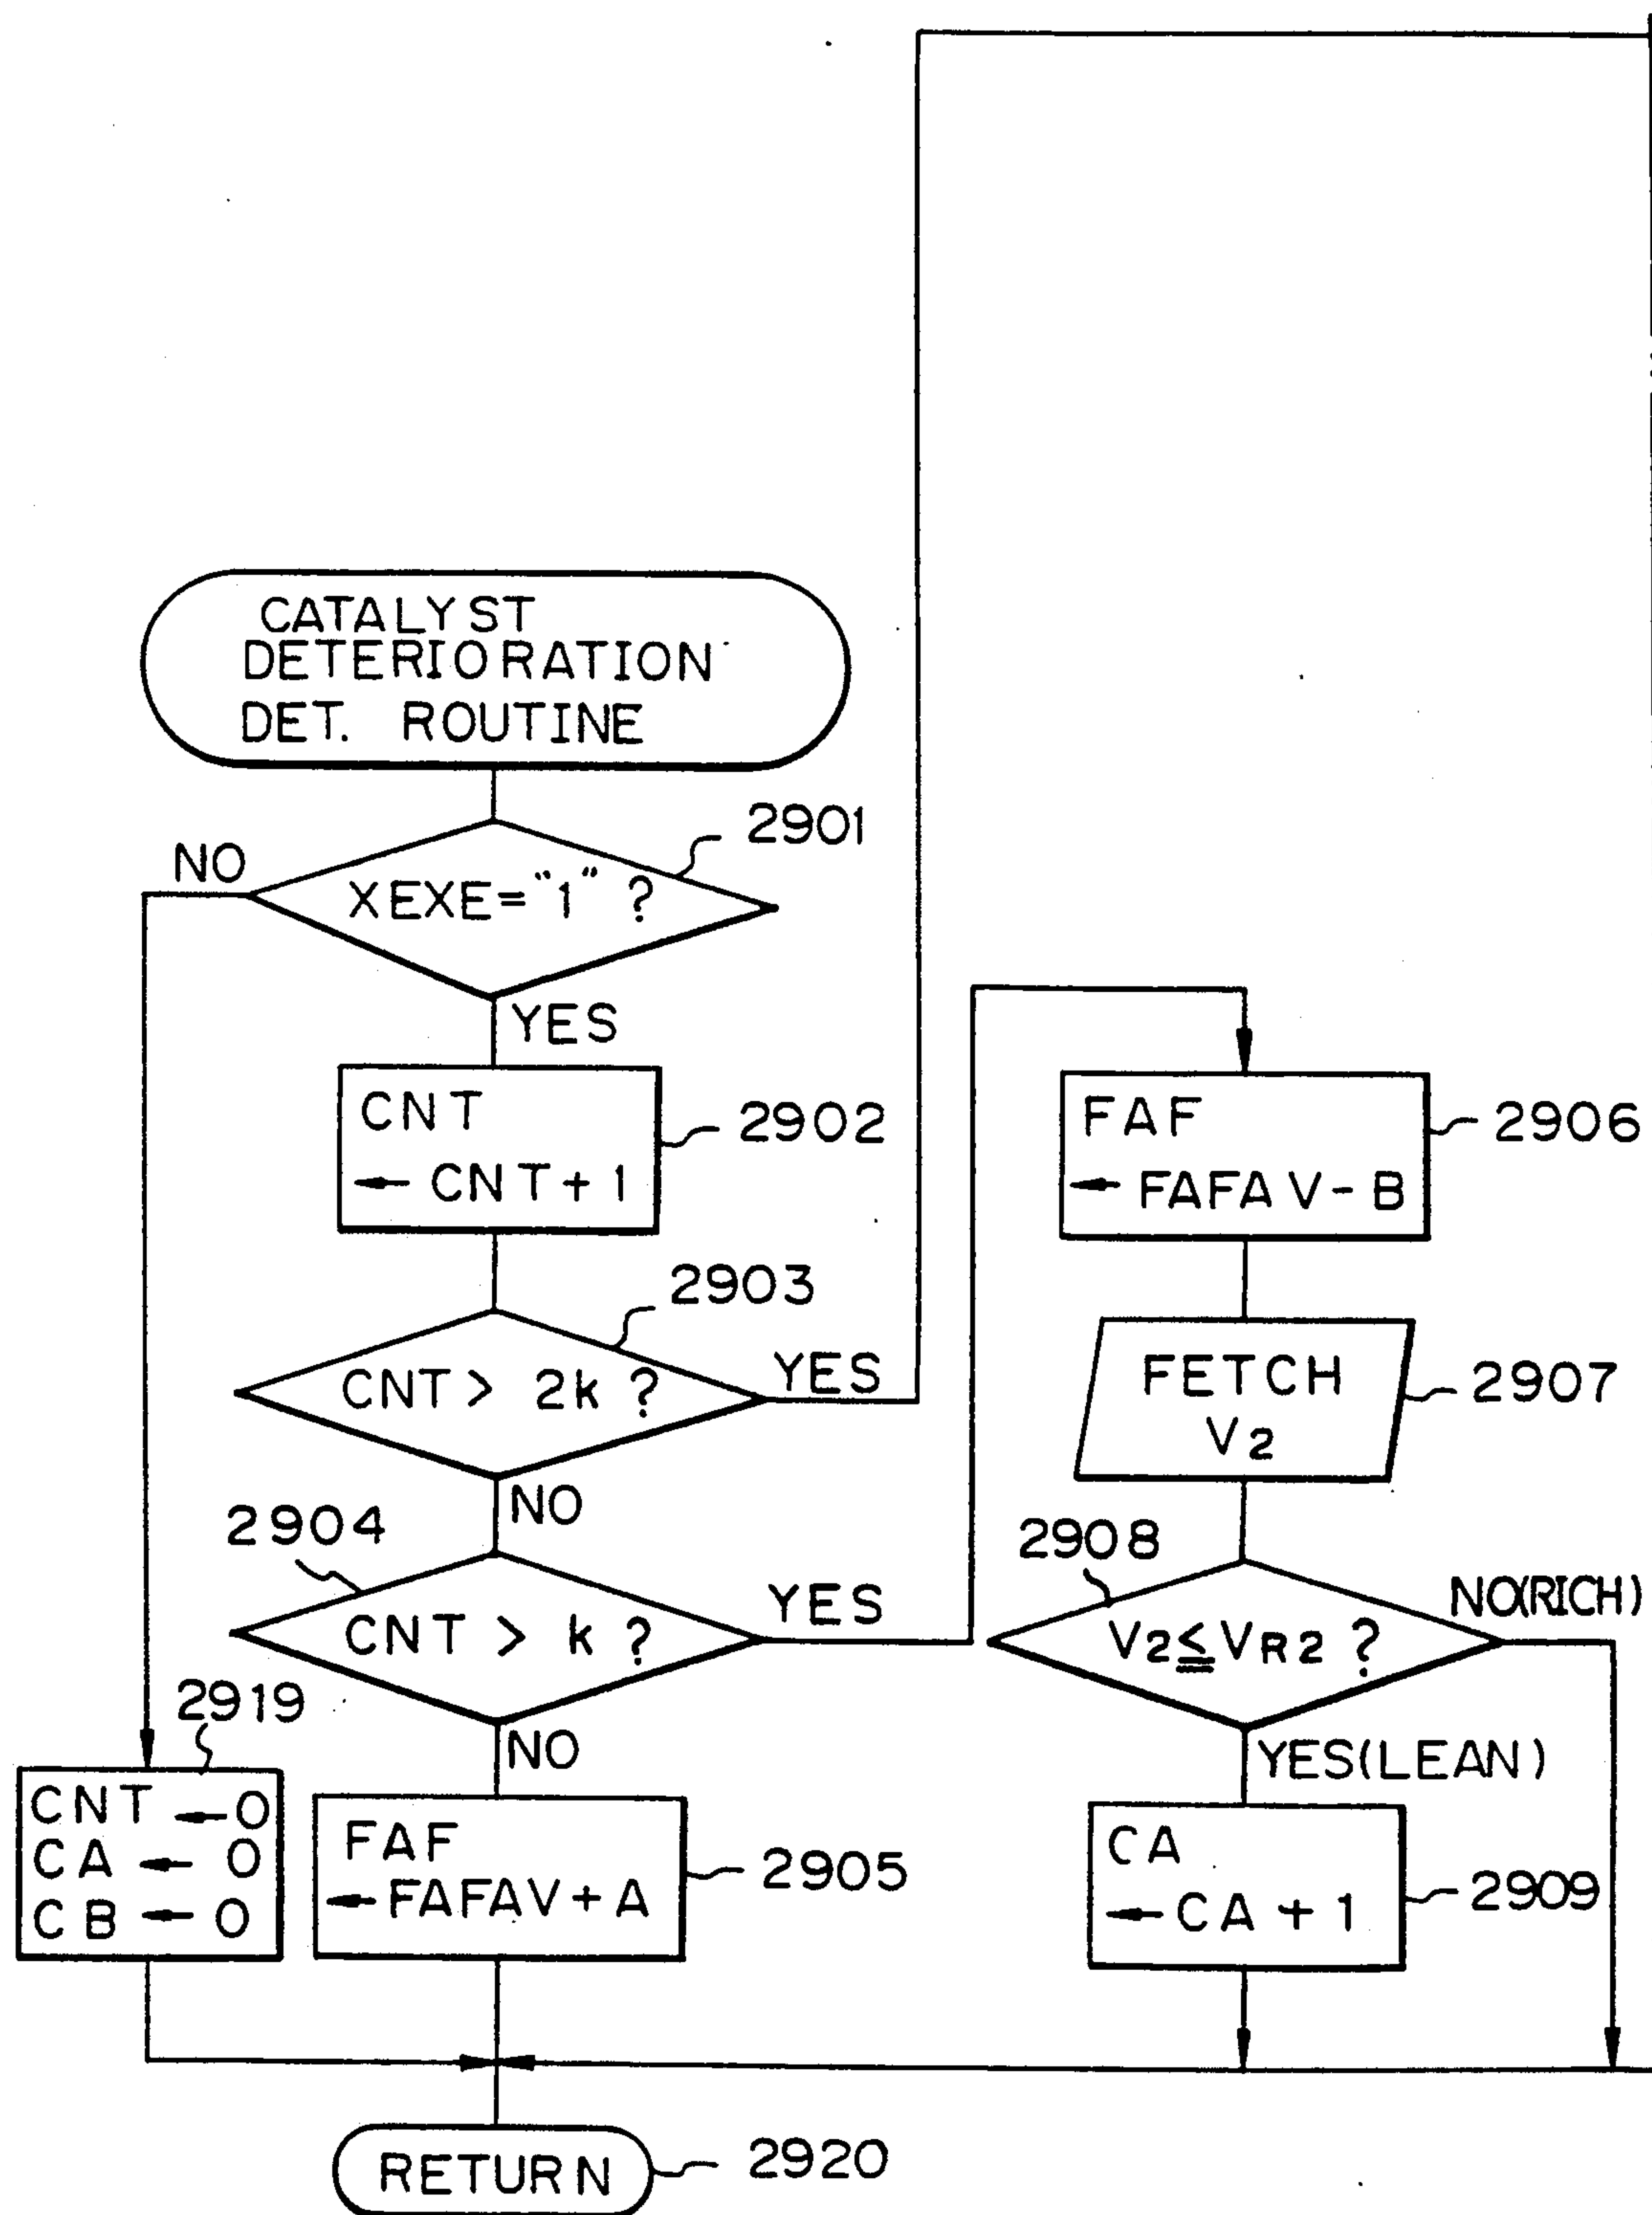 CATALYST
DETERIORATION
DET. ROUTINE
2901
NO
XEXE="1" ?
YES
CNT
← CNT+1
2902
2903
CNT > 2k ?
YES
NO
2904
CNT > k ?
YES
NO
2919
CNT ← 0
CA ← 0
CB ← 0
FAF
← FAFAV + A
2905
FAF
← FAFAV - B
2906
FETCH
V2
2907
2908
V2 ≦ VR2 ?
NO(RICH)
YES(LEAN)
CA
← CA + 1
2909
RETURN
2920